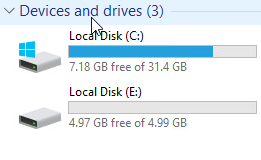 Devices and drives (3)
Local Disk (C:)
7.18 GB free of 31.4 GB
Local Disk (E:)
4.97 GB free of 4.99 GB